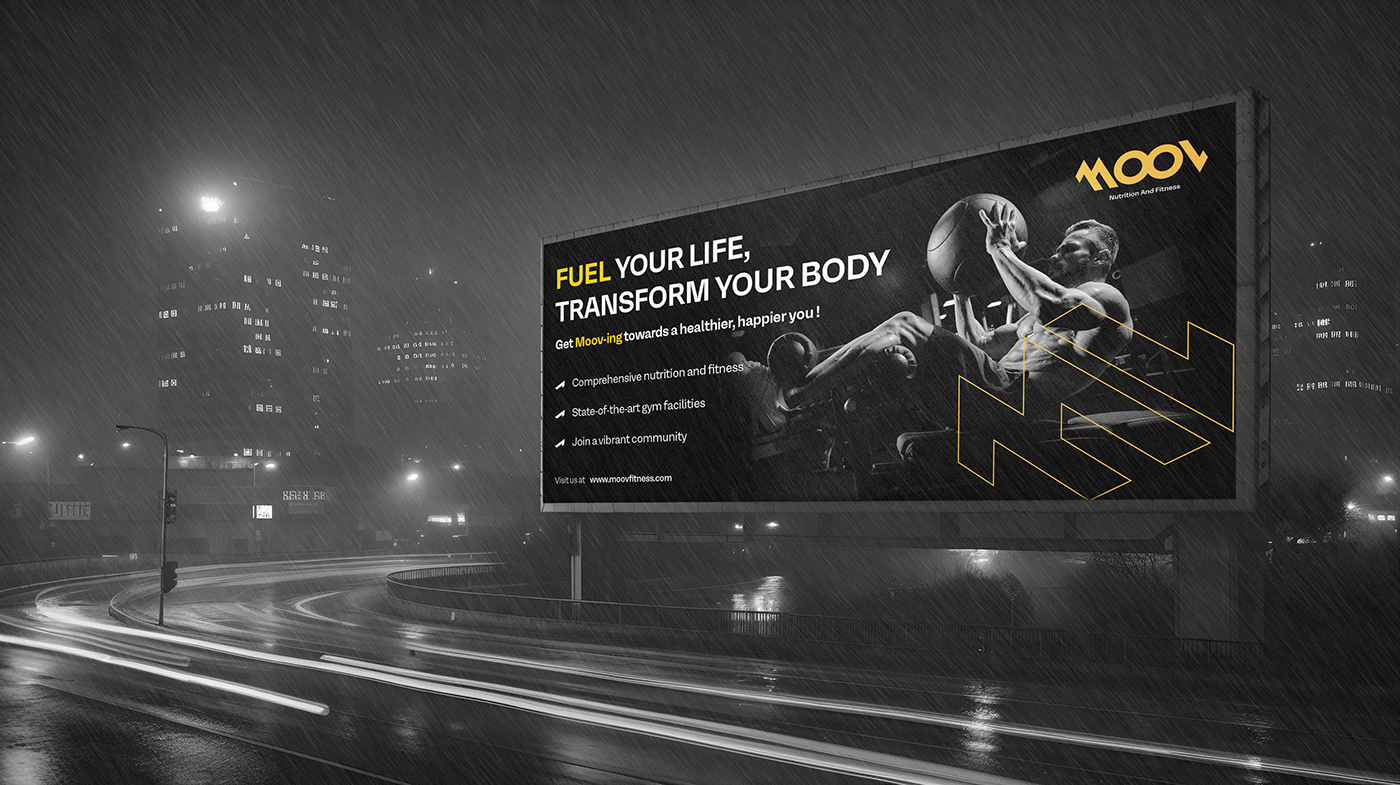 MOOV
Nutrition And Fitness
FUEL YOUR LIFE,
TRANSFORM YOUR BODY
Get Moov-ing towards a healthier, happier you !
Comprehensive nutrition and fitness
State-of-the-art gym facilities
Join a vibrant community
Visit us at www.moovfitness.com